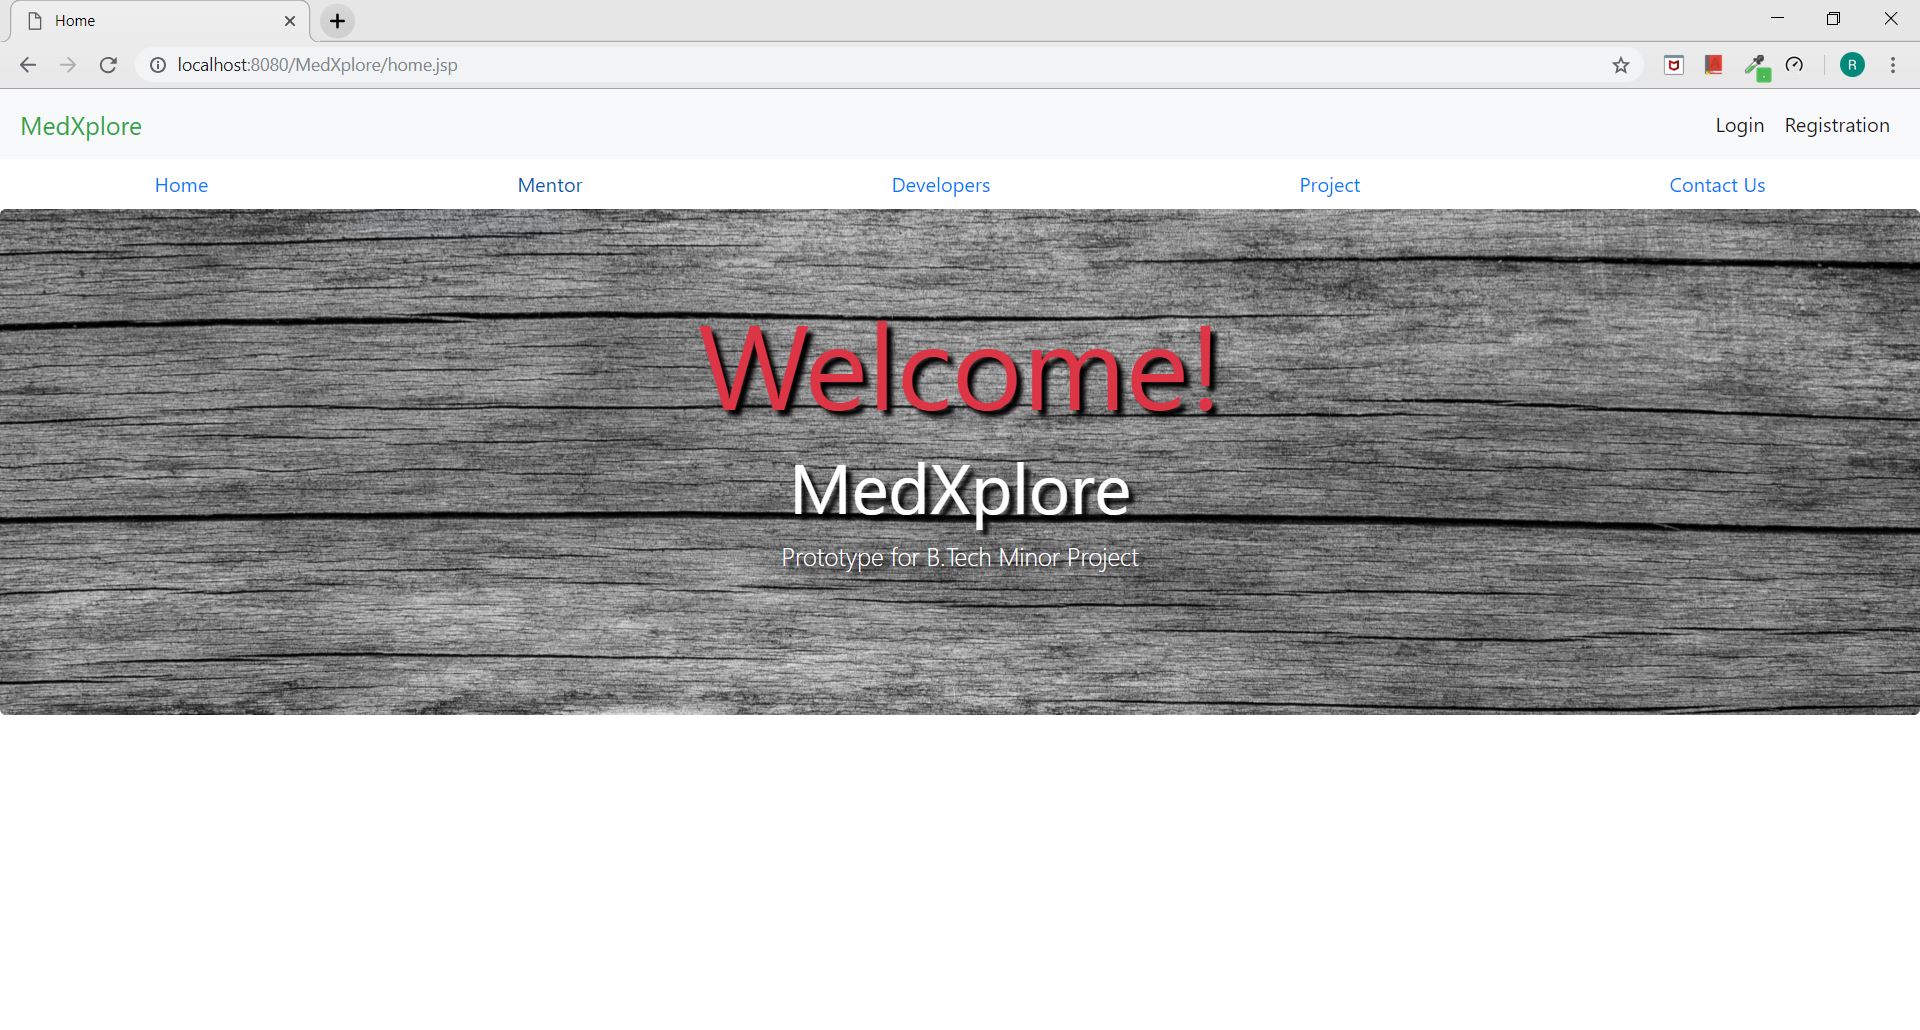 Home
localhost:8080/MedXplore/home.jsp
R
MedXplore
Login Registration
Home Mentor Developers Project Contact Us
Welcome!
MedXplore
Prototype for B.Tech Minor Project